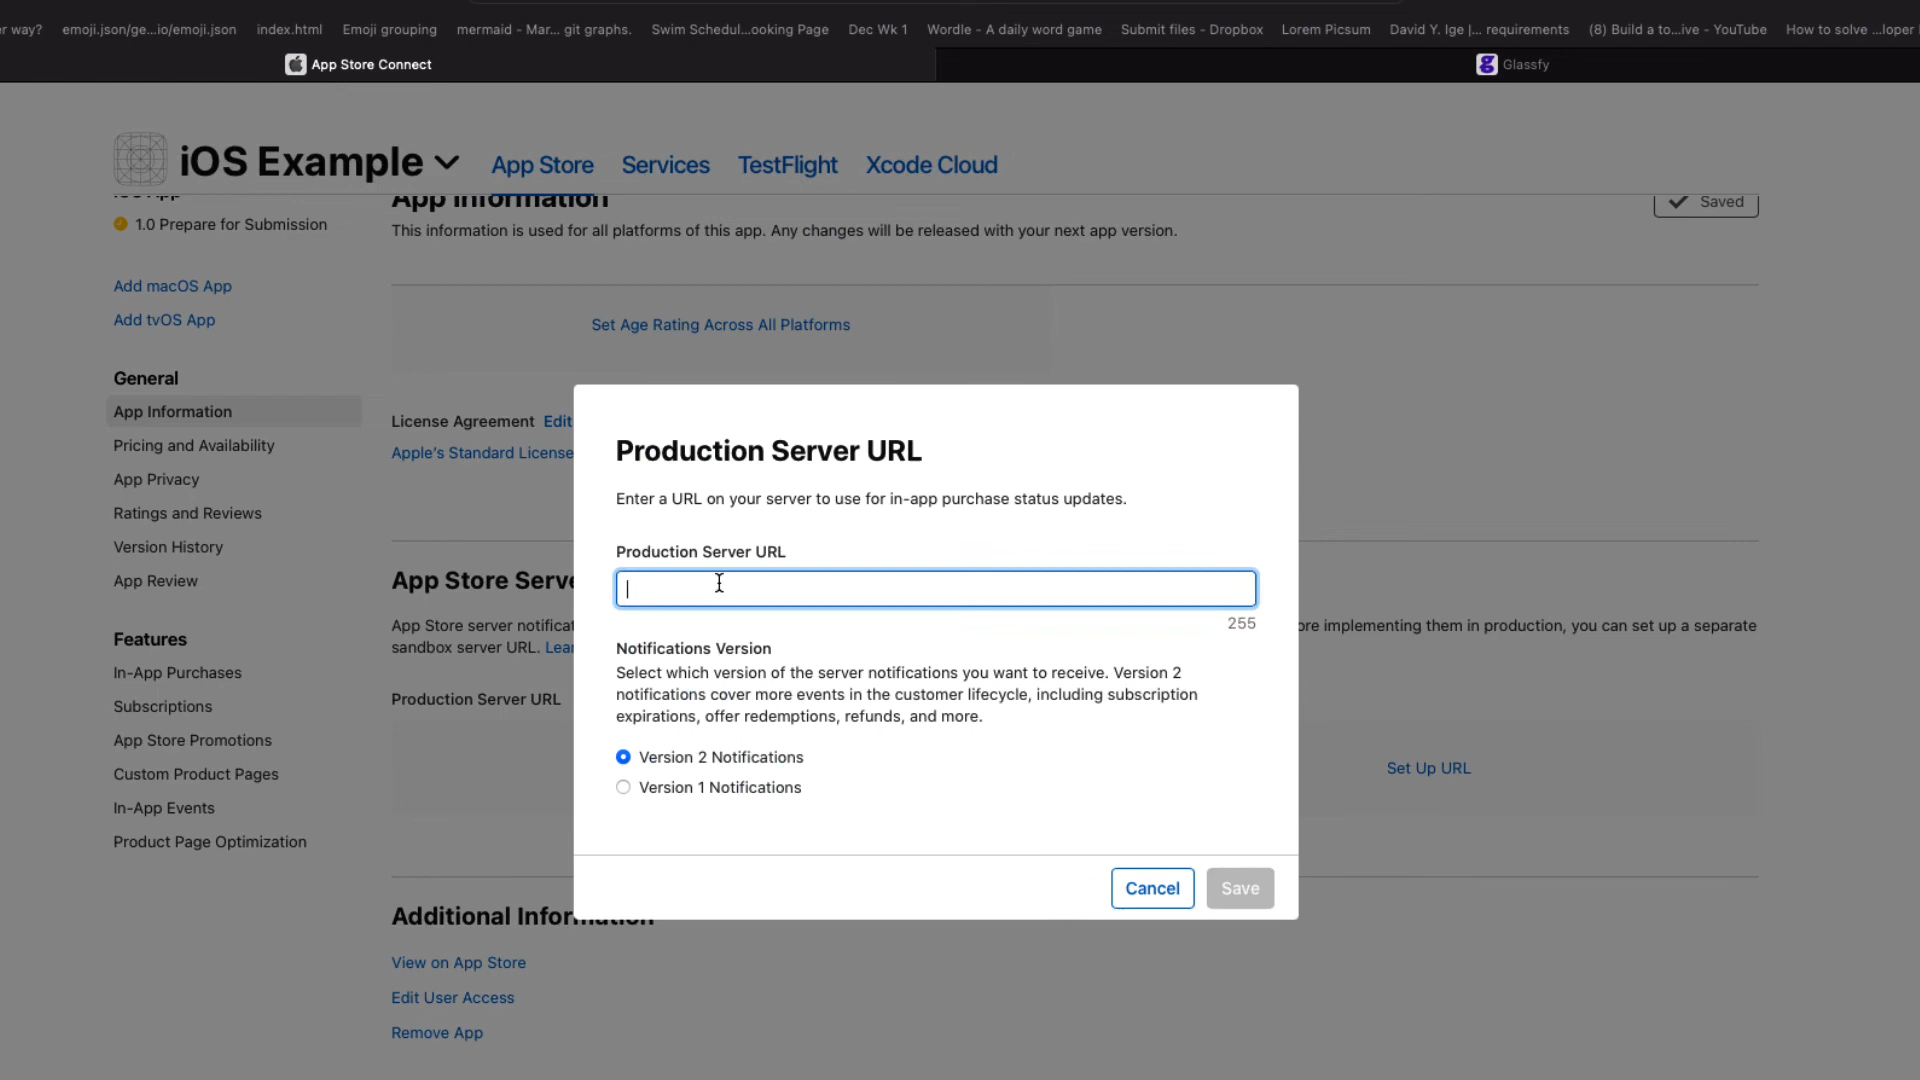 er way?
emoji.json/ge...io/emoji.json
index.html
Emoji grouping
mermaid - Mar... git graphs.
Swim Schedul...ooking Page
Dec Wk 1
Wordle - A daily word game
Submit files - Dropbox
Lorem Picsum
David Y. Ige |... requirements
(8) Build a to...ive - YouTube
How to solve ...loper
App Store Connect
Glassfy
iOS Example
App Store
Services
TestFlight
Xcode Cloud
iOS App
1.0 Prepare for Submission
Add macOS App
Add tvOS App
General
App Information
Pricing and Availability
App Privacy
Ratings and Reviews
Version History
App Review
Features
In-App Purchases
Subscriptions
App Store Promotions
Custom Product Pages
In-App Events
Product Page Optimization
App Information
Saved
This information is used for all platforms of this app. Any changes will be released with your next app version.
Set Age Rating Across All Platforms
License Agreement Edit
Apple's Standard License
App Store Serve
App Store server notificat
ore implementing them in production, you can set up a separate
sandbox server URL. Lear
Production Server URL
Set Up URL
Additional Information
View on App Store
Edit User Access
Remove App
Production Server URL
Enter a URL on your server to use for in-app purchase status updates.
Production Server URL
255
Notifications Version
Select which version of the server notifications you want to receive. Version 2
notifications cover more events in the customer lifecycle, including subscription
expirations, offer redemptions, refunds, and more.
Version 2 Notifications
Version 1 Notifications
Cancel
Save